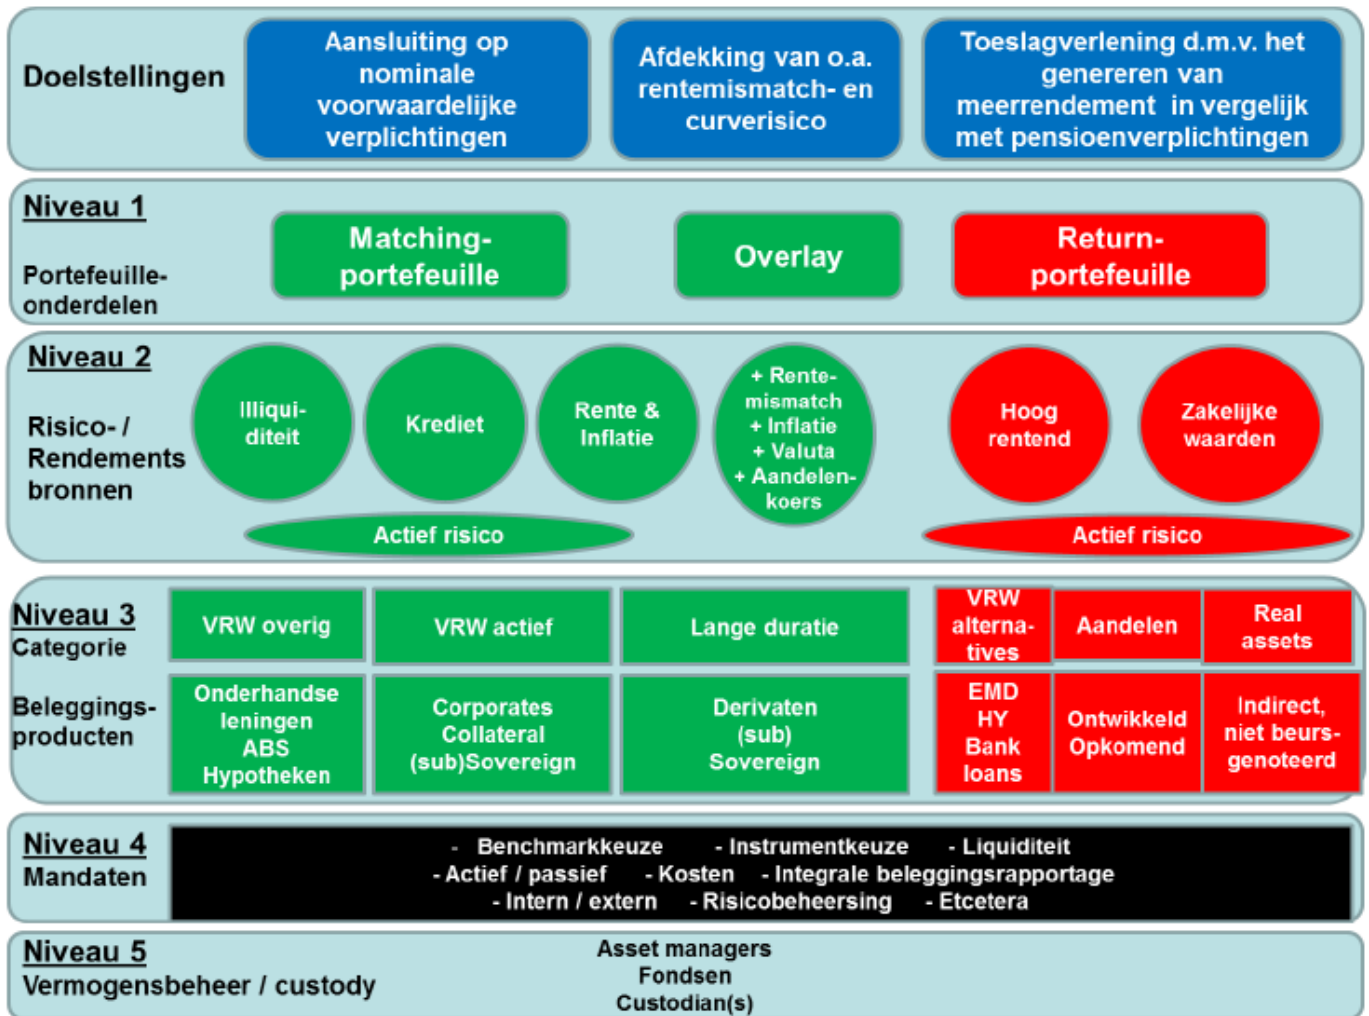 Doelstellingen
Aansluiting op
nominale
voorwaardelijke
verplichtingen
Afdekking van o.a.
rentemismatch- en
curverisico
Toeslagverlening d.m.v. het
genereren van
meerrendement in vergelijk
met pensioenverplichtingen
Niveau 1
Portefeuille-
onderdelen
Matching-
portefeuille
Overlay
Return-
portefeuille
Niveau 2
Risico- /
Rendements
bronnen
Illiqui-
diteit
Krediet
Rente &
Inflatie
+ Rente-
mismatch
+ Inflatie
+ Valuta
+ Aandelen-
koers
Hoog
rentend
Zakelijke
waarden
Actief risico
Actief risico
Niveau 3
Categorie
VRW overig
VRW actief
Lange duratie
VRW
alterna-
tives
Aandelen
Real
assets
Beleggings-
producten
Onderhandse
leningen
ABS
Hypotheken
Corporates
Collateral
(sub)Sovereign
Derivaten
(sub)
Sovereign
EMD
HY
Bank
loans
Ontwikkeld
Opkomend
Indirect,
niet beurs-
genoteerd
Niveau 4
Mandaten
- Benchmarkkeuze - Instrumentkeuze - Liquiditeit
- Actief / passief - Kosten - Integrale beleggingsrapportage
- Intern / extern - Risicobeheersing - Etcetera
Niveau 5
Vermogensbeheer / custody
Asset managers
Fondsen
Custodian(s)